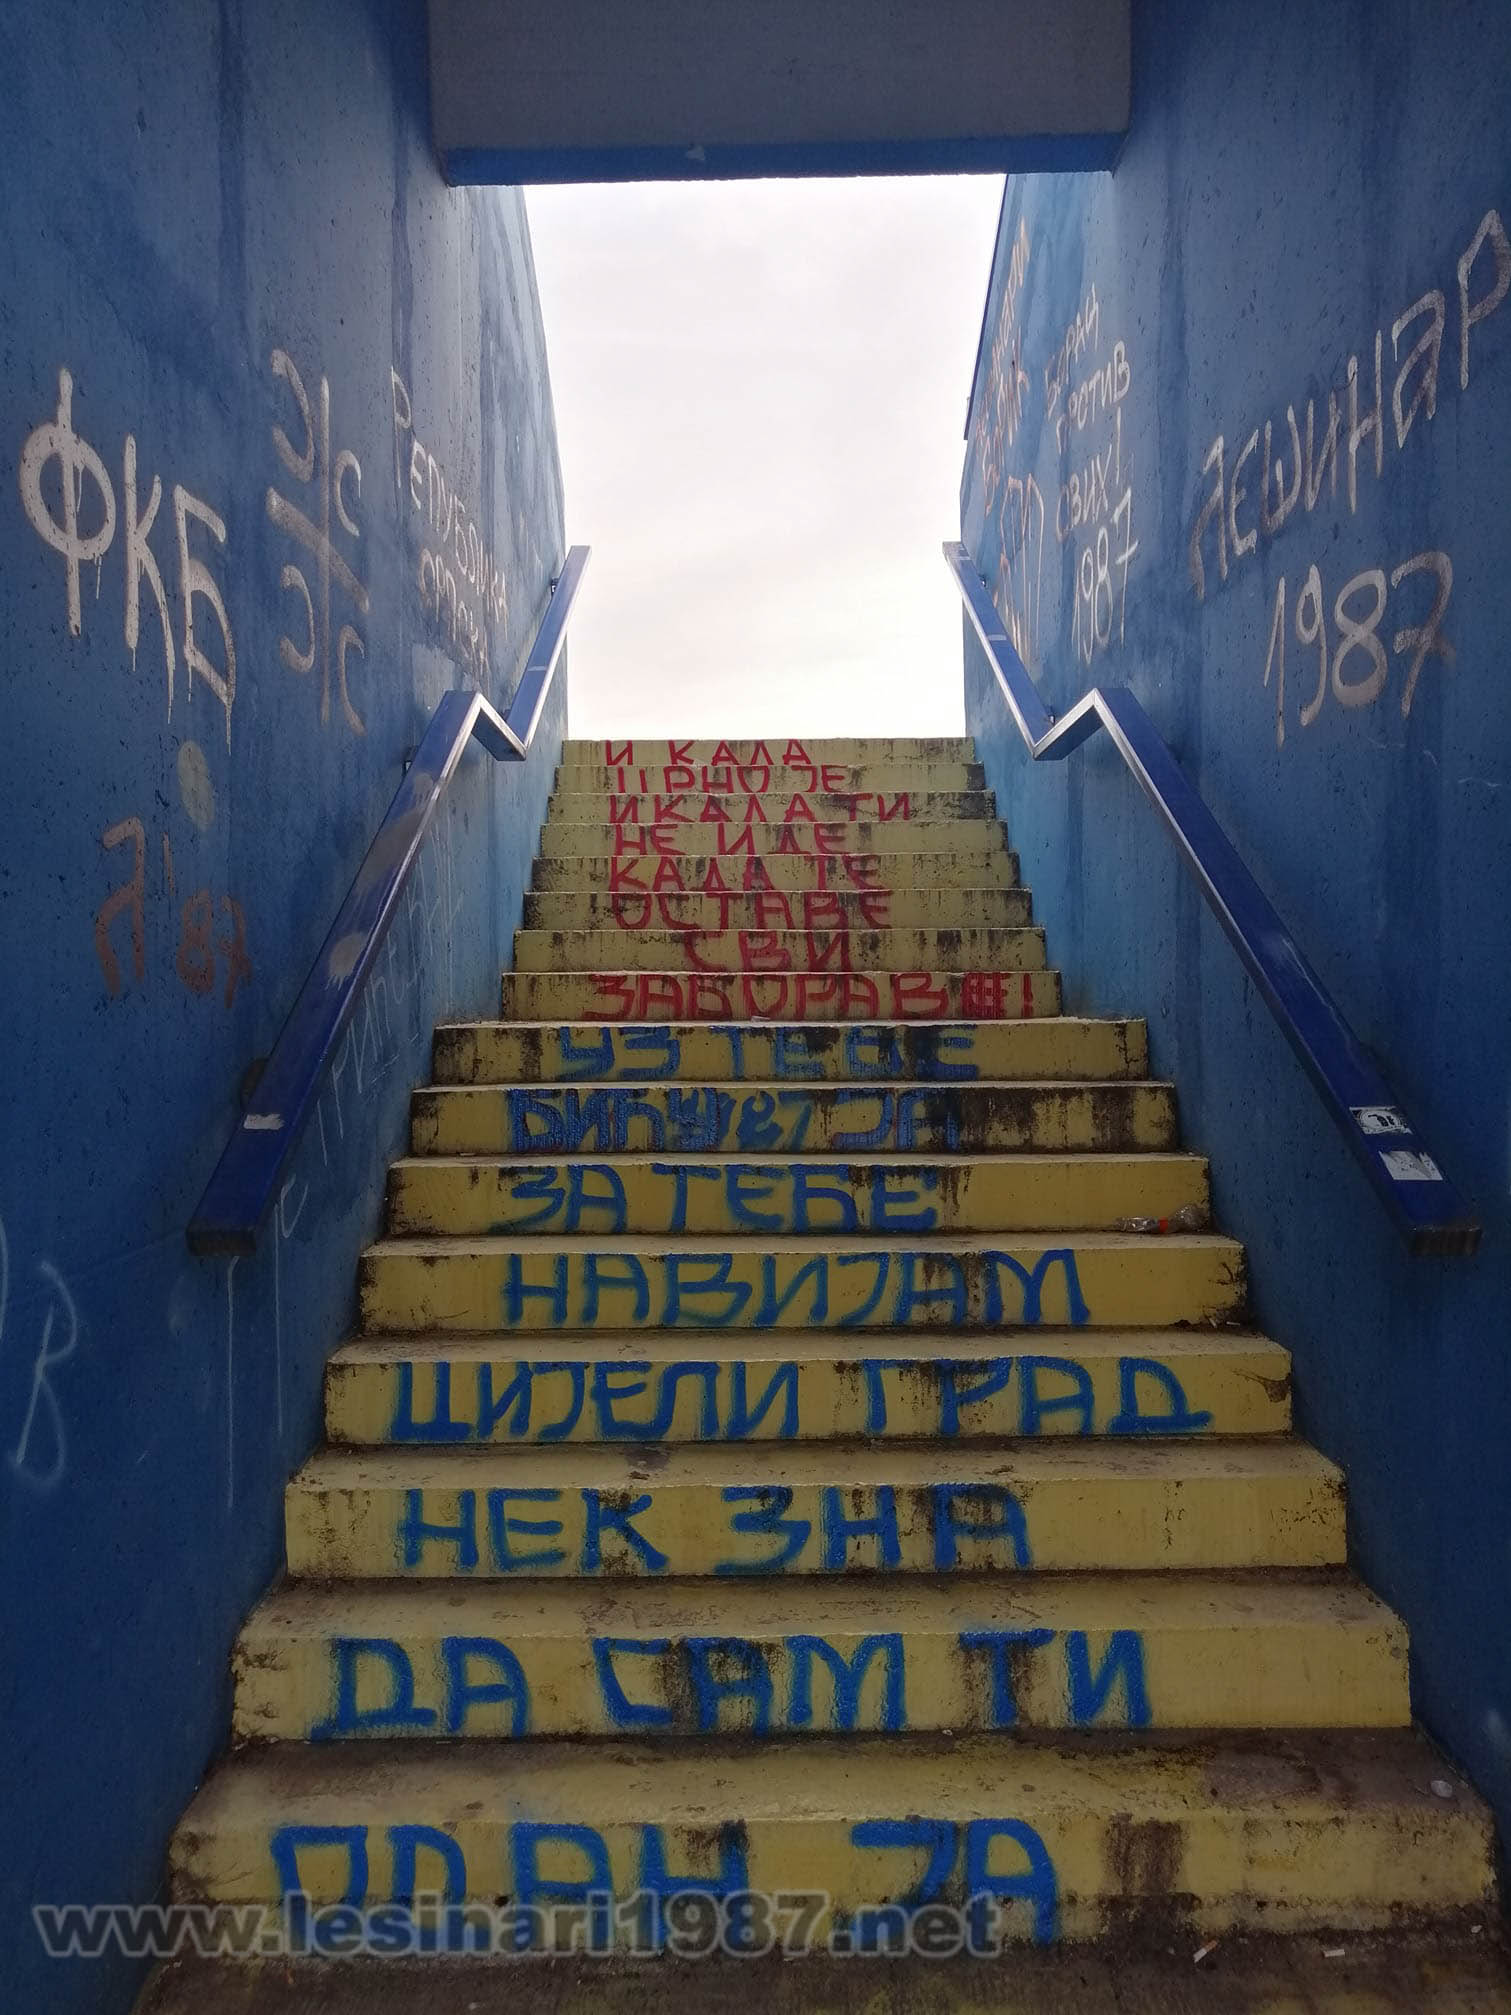 ФКБ
РЕПУБЛИКА
СРПСКА
Л'87
БОРАЦ
ПРОТИВ
СВИХ!
1987
ЛЕШИНАР
1987
И КАДА
ЦРНО ЈЕ
И КАДА ТИ
НЕ ИДЕ
КАДА ТЕ
ОСТАВЕ
СВИ
ЗАБОРАВЕ!
УЗ ТЕБЕ
БИЋУ ЈА
ЗА ТЕБЕ
НАВИЈАМ
ЦИЈЕЛИ ГРАД
НЕК ЗНА
ДА САМ ТИ
ОДАН ЈА
www.lesinari1987.net